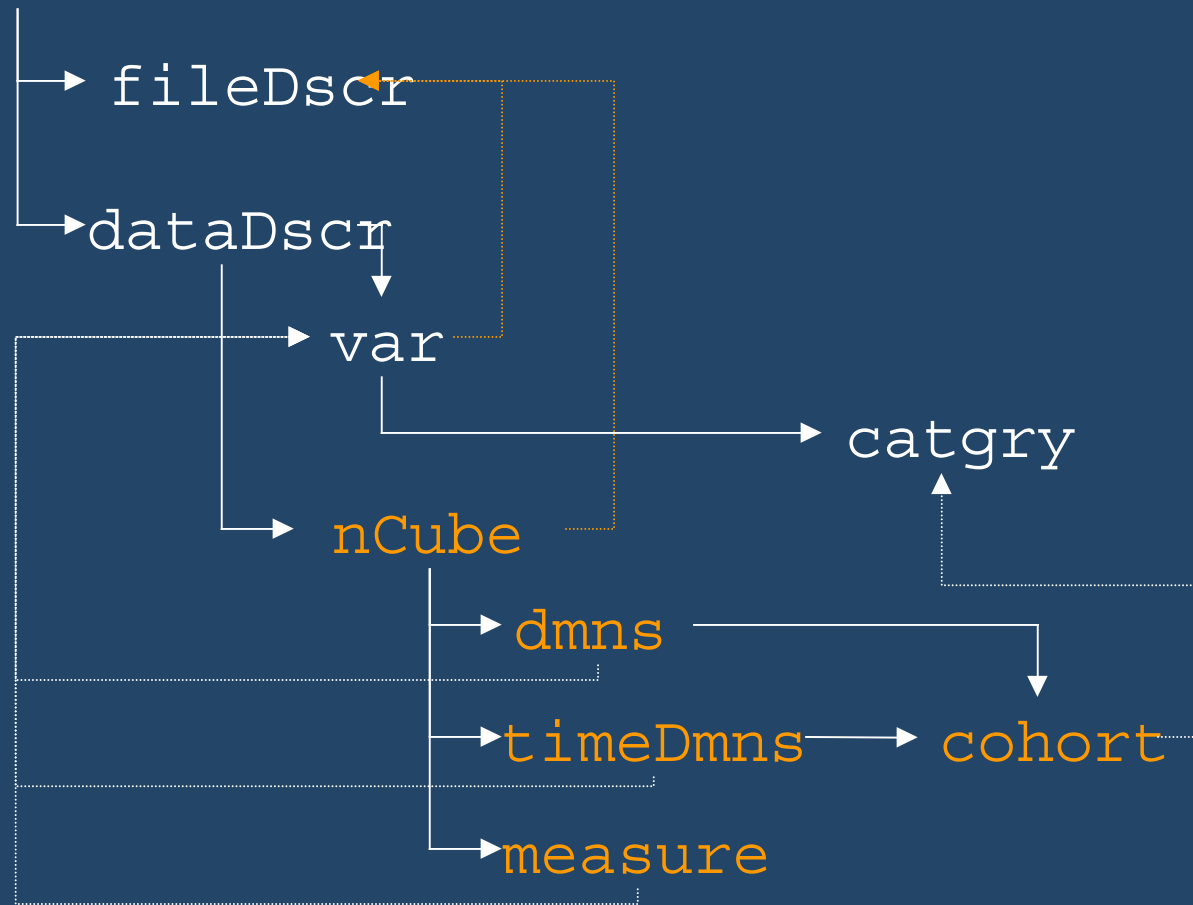 fileDscr
dataDscr
var
catgry
nCube
dmns
timeDmns
cohort
measure